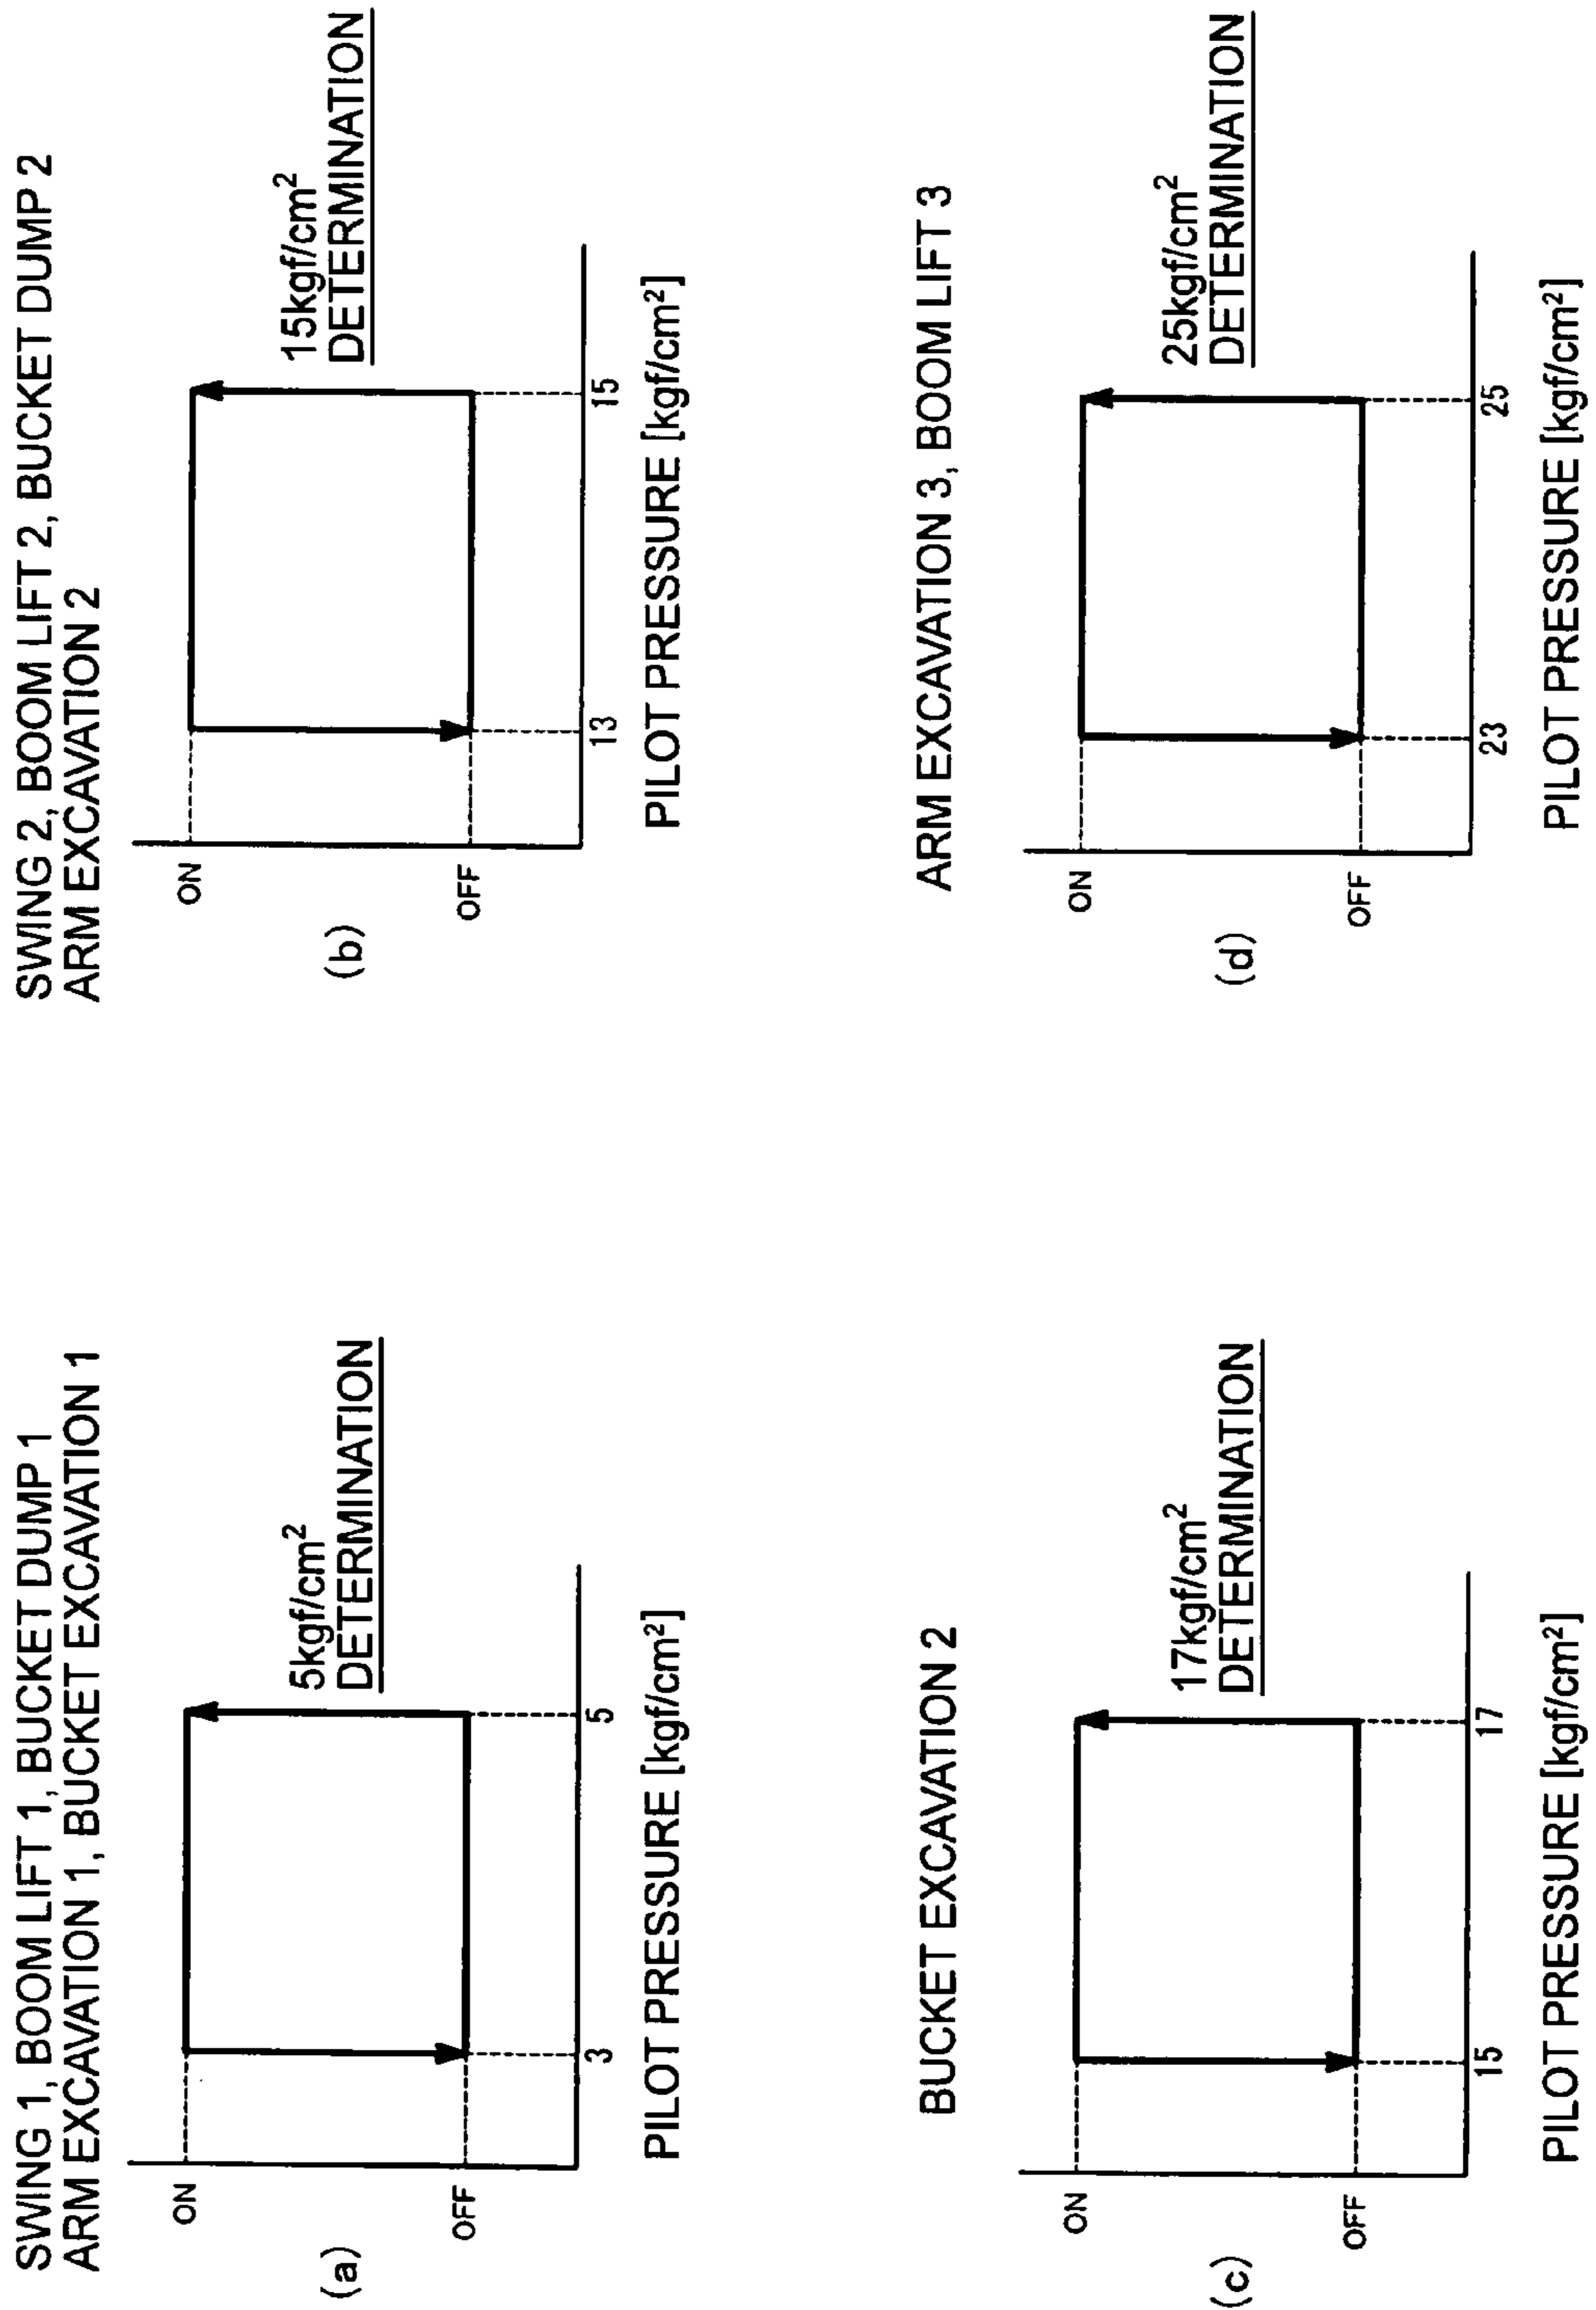 SWING 1, BOOM LIFT 1, BUCKET DUMP 1
ARM EXCAVATION 1, BUCKET EXCAVATION 1
(a)
ON
OFF
5kgf/cm²
DETERMINATION
3
5
PILOT PRESSURE [kgf/cm²]
SWING 2, BOOM LIFT 2, BUCKET DUMP 2
ARM EXCAVATION 2
(b)
ON
OFF
15kgf/cm²
DETERMINATION
13
15
PILOT PRESSURE [kgf/cm²]
BUCKET EXCAVATION 2
(c)
ON
OFF
17kgf/cm²
DETERMINATION
15
17
PILOT PRESSURE [kgf/cm²]
ARM EXCAVATION 3, BOOM LIFT 3
(d)
ON
OFF
25kgf/cm²
DETERMINATION
23
25
PILOT PRESSURE [kgf/cm²]